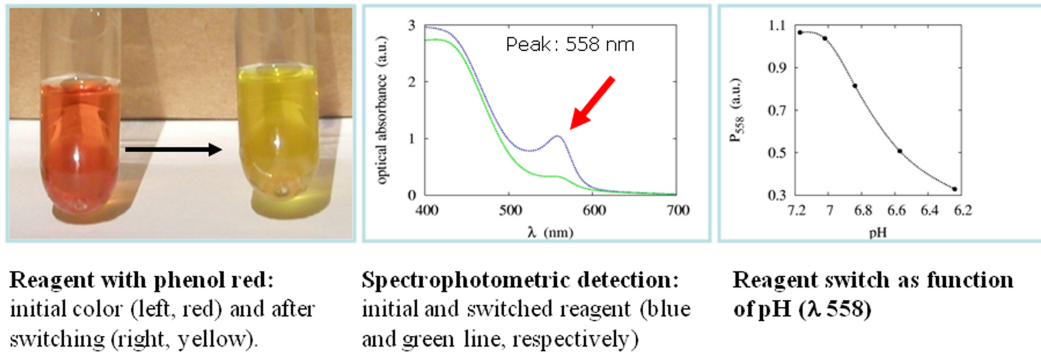 3
2
1
0
optical absorbance (a.u.)
Peak: 558 nm
400
500
600
700
λ (nm)
1.1
0.9
0.7
0.5
0.3
P558 (a.u.)
7.2
7
6.8
6.6
6.4
6.2
pH
Reagent with phenol red:
initial color (left, red) and after
switching (right, yellow).
Spectrophotometric detection:
initial and switched reagent (blue
and green line, respectively)
Reagent switch as function
of pH (λ 558)